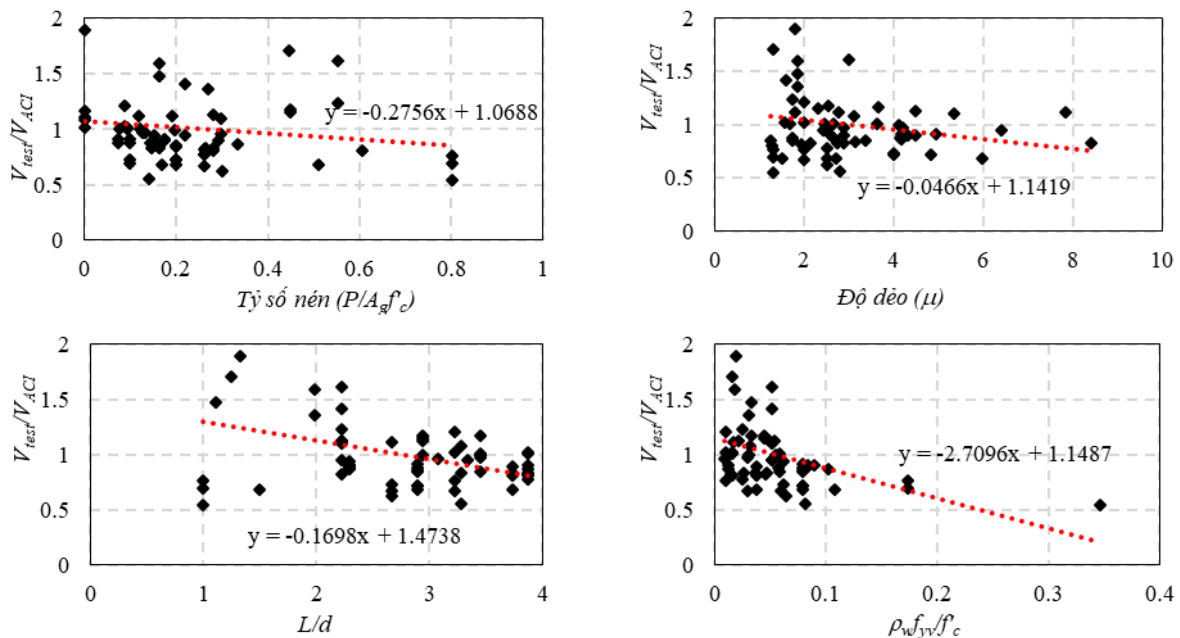 2
1.5
1
0.5
0
V_test/V_ACI
y = -0.2756x + 1.0688
0 0.2 0.4 0.6 0.8 1
Tỷ số nén (P/A_g f'_c)
2
1.5
1
0.5
0
V_test/V_ACI
y = -0.0466x + 1.1419
0 2 4 6 8 10
Độ dẻo (μ)
2
1.5
1
0.5
0
V_test/V_ACI
y = -0.1698x + 1.4738
0 1 2 3 4
L/d
2
1.5
1
0.5
0
V_test/V_ACI
y = -2.7096x + 1.1487
0 0.1 0.2 0.3 0.4
ρ_w f_yv/f'_c